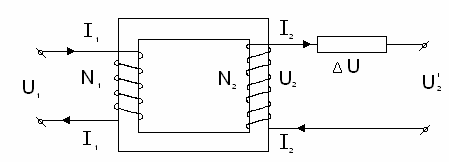 I₁ I₂
U₁ N₁ N₂ U₂ ΔU U₂'
I₁ I₂